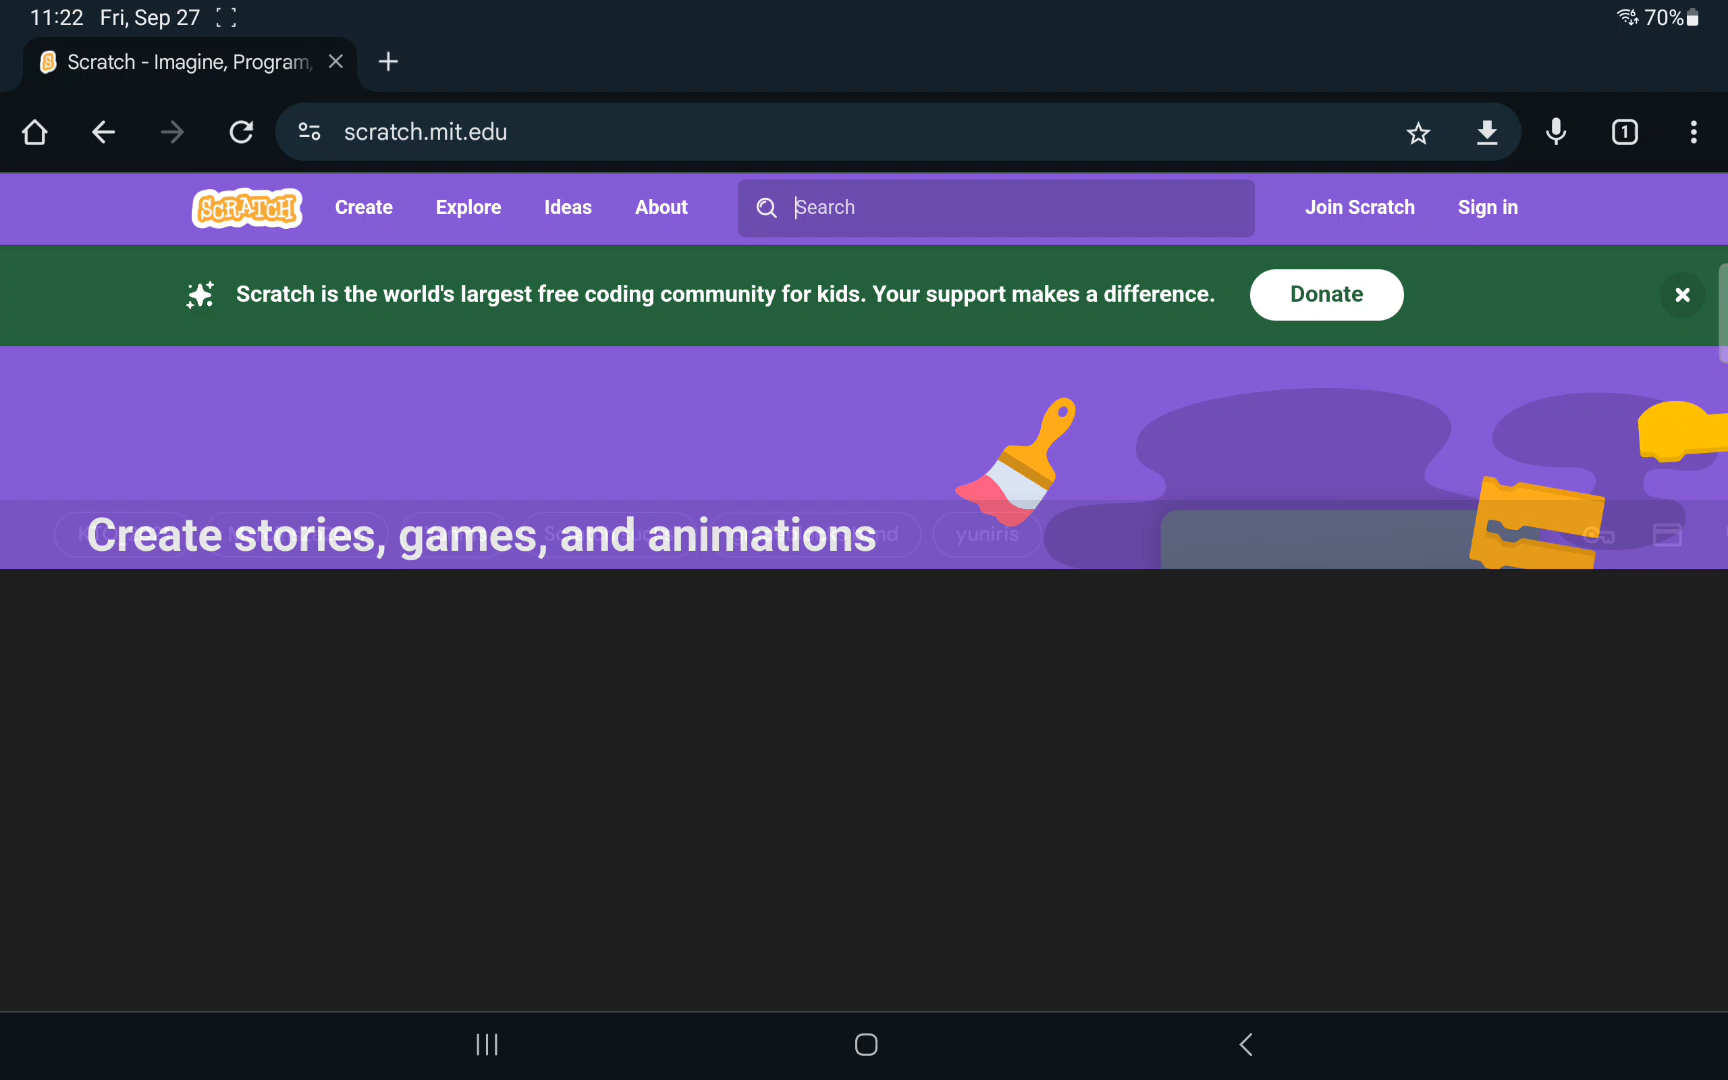 11:22 Fri, Sep 27
70%
Scratch - Imagine, Program,
scratch.mit.edu
1
SCRATCH
Create
Explore
Ideas
About
Search
Join Scratch
Sign in
Scratch is the world's largest free coding community for kids. Your support makes a difference.
Donate
Create stories, games, and animations
yuniris